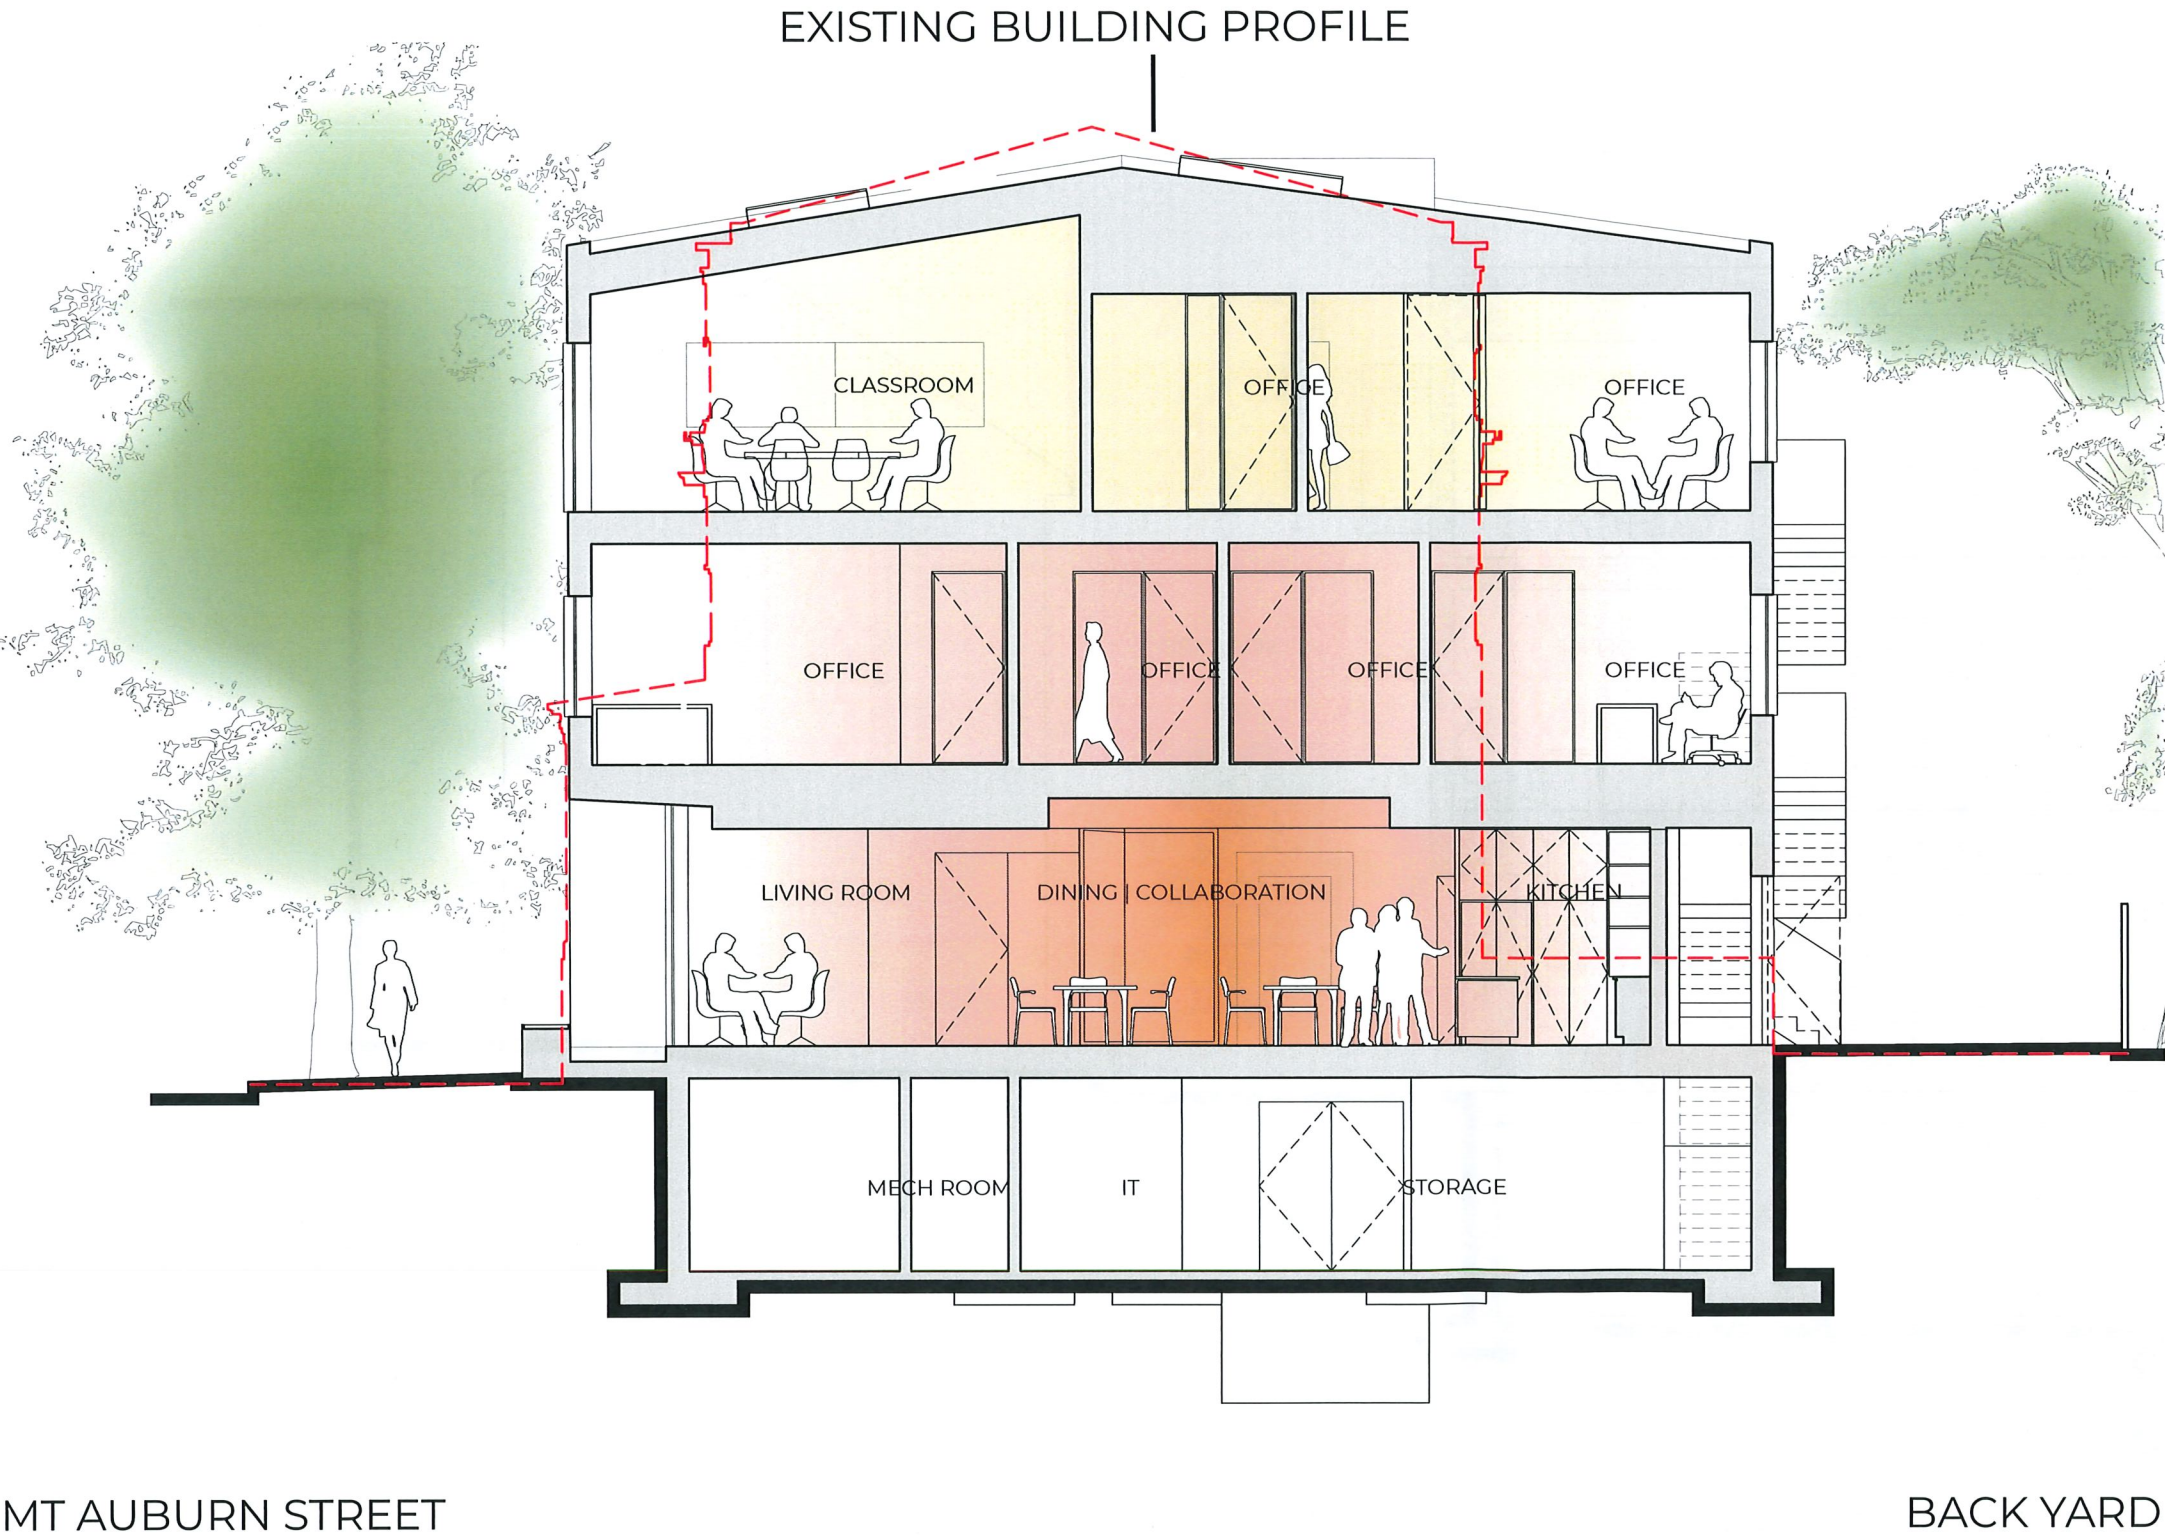 EXISTING BUILDING PROFILE
CLASSROOM
OFFICE
OFFICE
OFFICE
OFFICE
OFFICE
OFFICE
LIVING ROOM
DINING | COLLABORATION
KITCHEN
MECH ROOM
IT
STORAGE
MT AUBURN STREET
BACK YARD